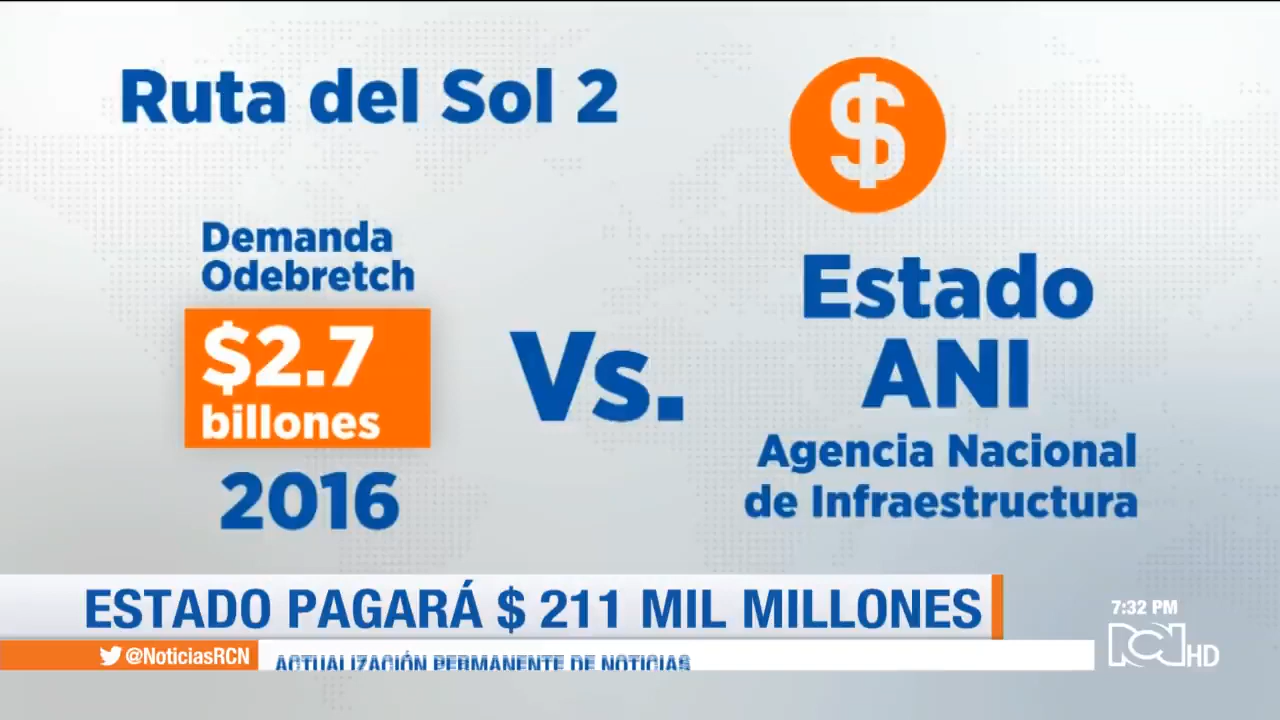 Ruta del Sol 2
$
Demanda
Odebretch
$2.7
billones
2016
Vs.
Estado
ANI
Agencia Nacional
de Infraestructura
ESTADO PAGARÁ $ 211 MIL MILLONES
@NoticiasRCN
ACTUALIZACIÓN PERMANENTE DE NOTICIAS
7:32 PM
RCN HD